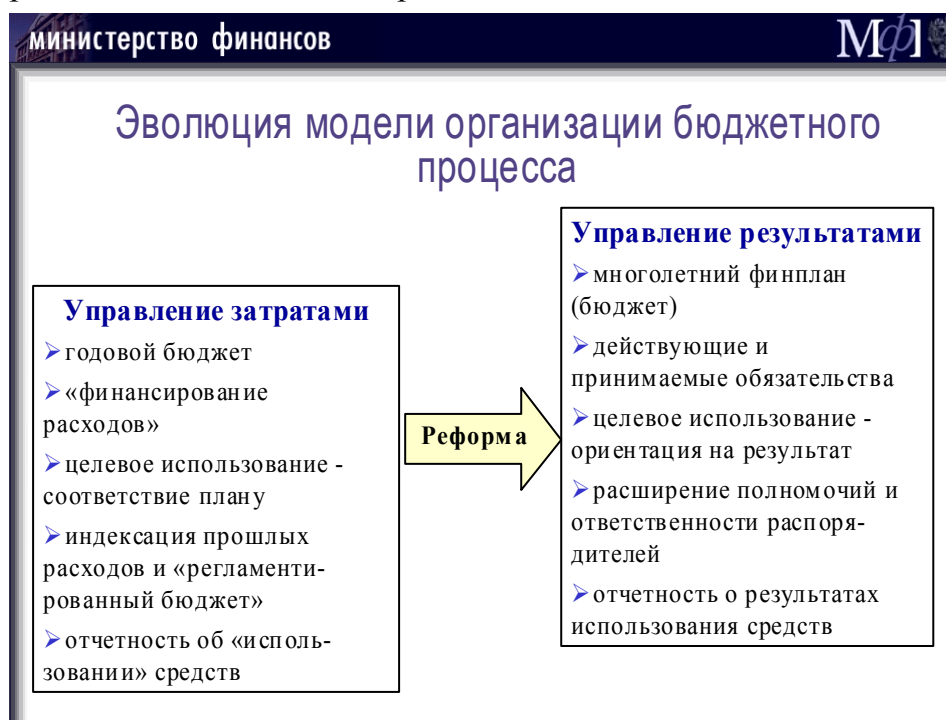 министерство финансов
Мф
Эволюция модели организации бюджетного
процесса
Управление затратами
годовой бюджет
«финансирование
расходов»
целевое использование -
соответствие плану
индексация прошлых
расходов и «регламенти-
рованный бюджет»
отчетность об «исполь-
зовании» средств
Реформа
Управление результатами
многолетний финплан
(бюджет)
действующие и
принимаемые обязательства
целевое использование -
ориентация на результат
расширение полномочий и
ответственности распоря-
дителей
отчетность о результатах
использования средств